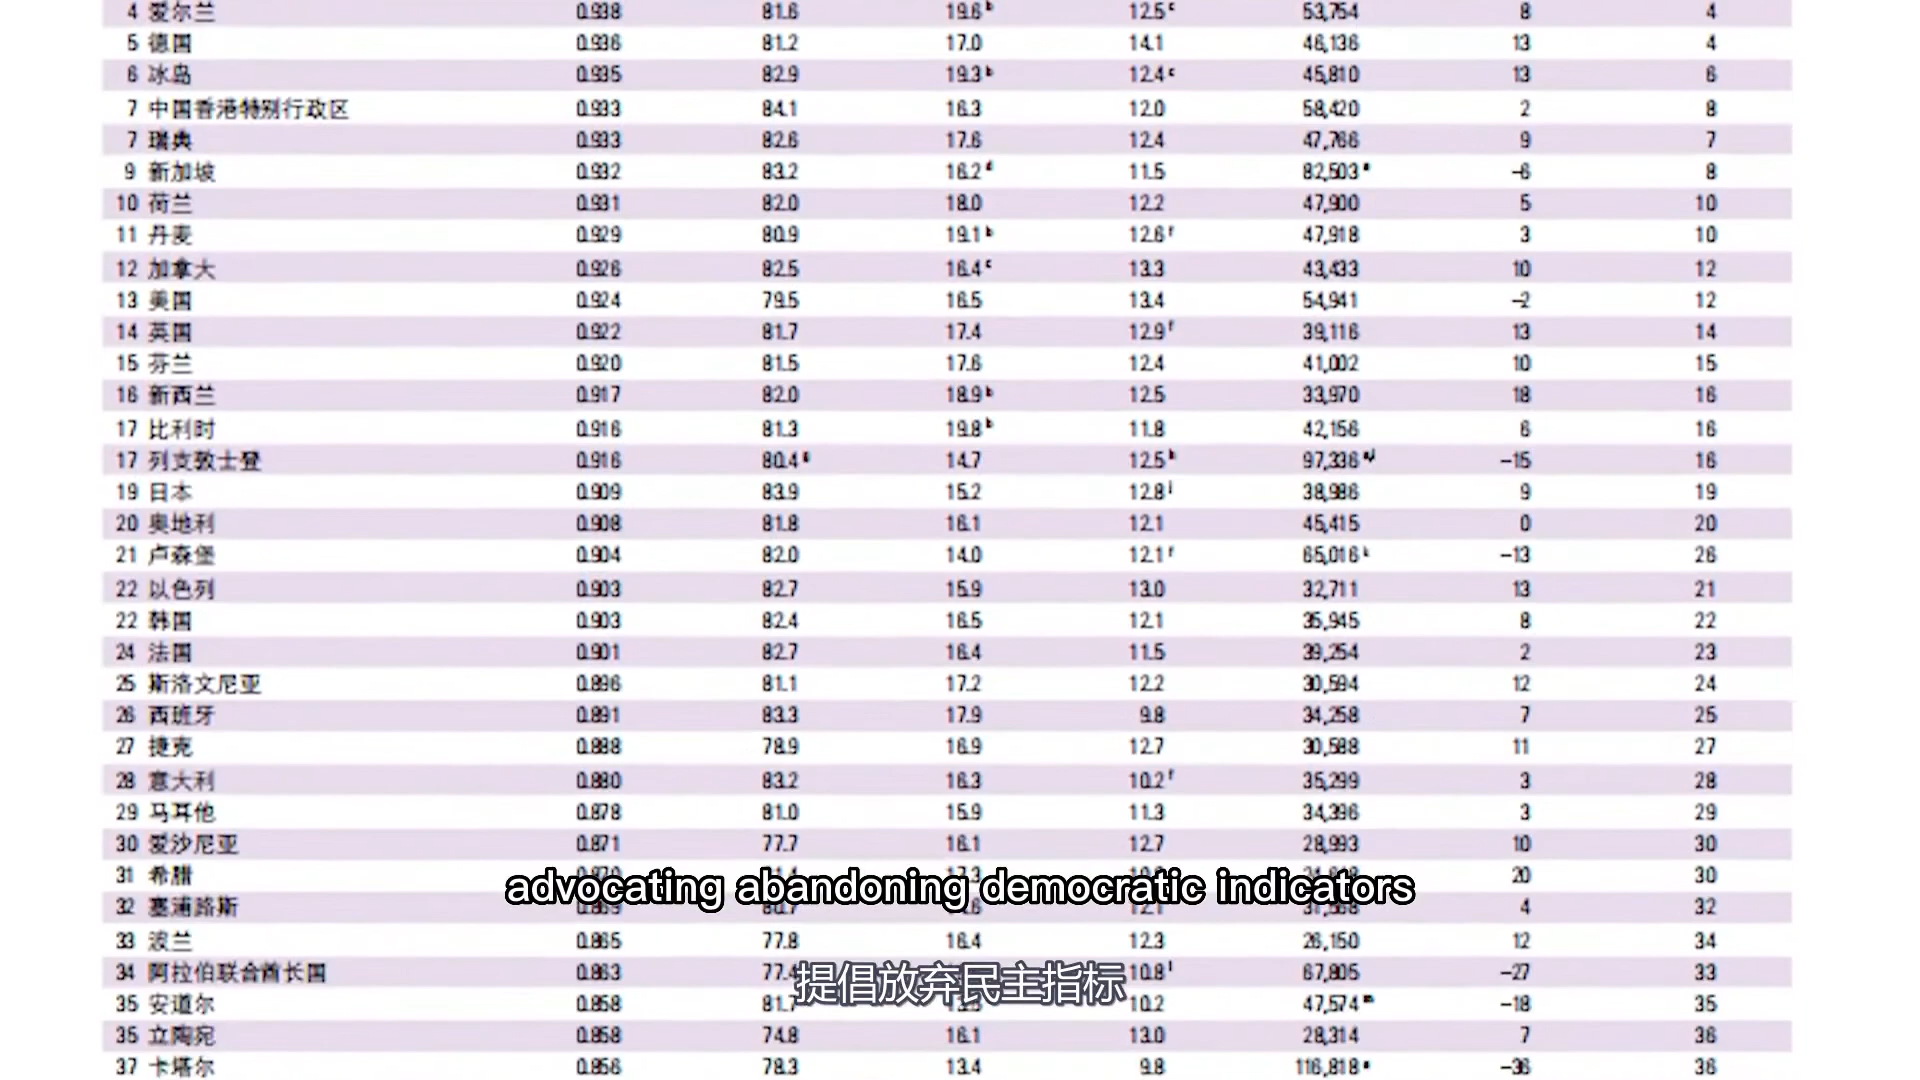 4 爱尔兰 0.938 81.6 19.6 b 12.5 c 53,754 8 4
5 德国 0.936 81.2 17.0 14.1 46,136 13 4
6 冰岛 0.935 82.9 19.3 b 12.4 c 45,810 13 6
7 中国香港特别行政区 0.933 84.1 16.3 12.0 58,420 2 8
7 瑞典 0.933 82.6 17.6 12.4 47,766 9 7
9 新加坡 0.932 83.2 16.2 d 11.5 82,503 e –6 8
10 荷兰 0.931 82.0 18.0 12.2 47,900 5 10
11 丹麦 0.929 80.9 19.1 b 12.6 f 47,918 3 10
12 加拿大 0.926 82.5 16.4 c 13.3 43,433 10 12
13 美国 0.924 79.5 16.5 13.4 54,941 –2 12
14 英国 0.922 81.7 17.4 12.9 f 39,116 13 14
15 芬兰 0.920 81.5 17.6 12.4 41,002 10 15
16 新西兰 0.917 82.0 18.9 b 12.5 33,970 18 16
17 比利时 0.916 81.3 19.8 b 11.8 42,156 6 16
17 列支敦士登 0.916 80.4 g 14.7 12.5 h 97,336 –15 16
19 日本 0.909 83.9 15.2 12.8 j 38,986 9 19
20 奥地利 0.908 81.8 16.1 12.1 45,415 0 20
21 卢森堡 0.904 82.0 14.0 12.1 f 65,016 k –13 26
22 以色列 0.903 82.7 15.9 13.0 32,711 13 21
22 韩国 0.903 82.4 16.5 12.1 35,945 8 22
24 法国 0.901 82.7 16.4 11.5 39,254 2 23
25 斯洛文尼亚 0.896 81.1 17.2 12.2 30,594 12 24
26 西班牙 0.891 83.3 17.9 9.8 34,258 7 25
27 捷克 0.888 78.9 16.9 12.7 30,588 11 27
28 意大利 0.880 83.2 16.3 10.2 f 35,299 3 28
29 马耳他 0.878 81.0 15.9 11.3 34,396 3 29
30 爱沙尼亚 0.871 77.7 16.1 12.7 28,993 10 30
31 希腊 20 30
advocating abandoning democratic indicators
32 塞浦路斯 0.869 80.7 12.1 31,568 4 32
33 波兰 0.865 77.8 16.4 12.3 26,150 12 34
34 阿拉伯联合酋长国 0.863 77.4 10.8 l 67,805 –27 33
提倡放弃民主指标
35 安道尔 0.858 81.7 10.2 47,574 m –18 35
35 立陶宛 0.858 74.8 16.1 13.0 28,314 7 36
37 卡塔尔 0.856 78.3 13.4 9.8 116,818 e –36 36